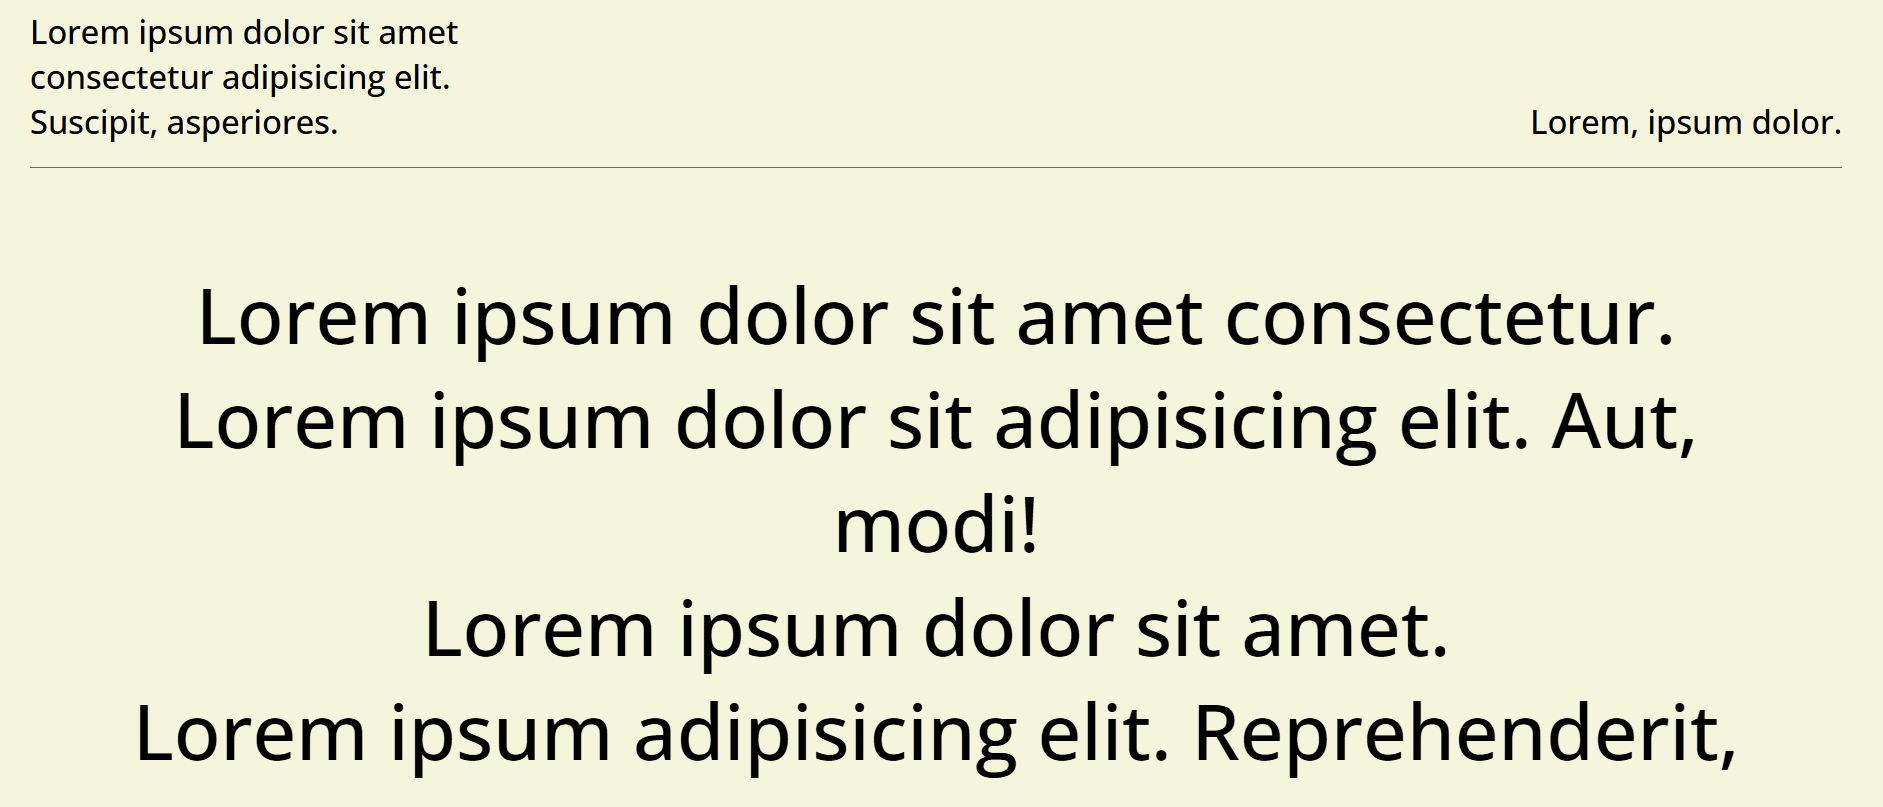 Lorem ipsum dolor sit amet
consectetur adipisicing elit.
Suscipit, asperiores.
Lorem, ipsum dolor.
Lorem ipsum dolor sit amet consectetur.
Lorem ipsum dolor sit adipisicing elit. Aut,
modi!
Lorem ipsum dolor sit amet.
Lorem ipsum adipisicing elit. Reprehenderit,